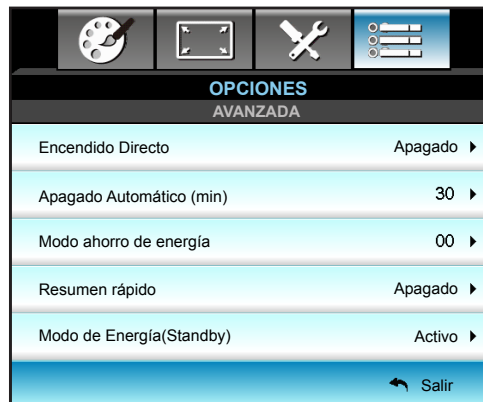 OPCIONES
AVANZADA
Encendido Directo Apagado
Apagado Automático (min) 30
Modo ahorro de energía 00
Resumen rápido Apagado
Modo de Energía(Standby) Activo
Salir